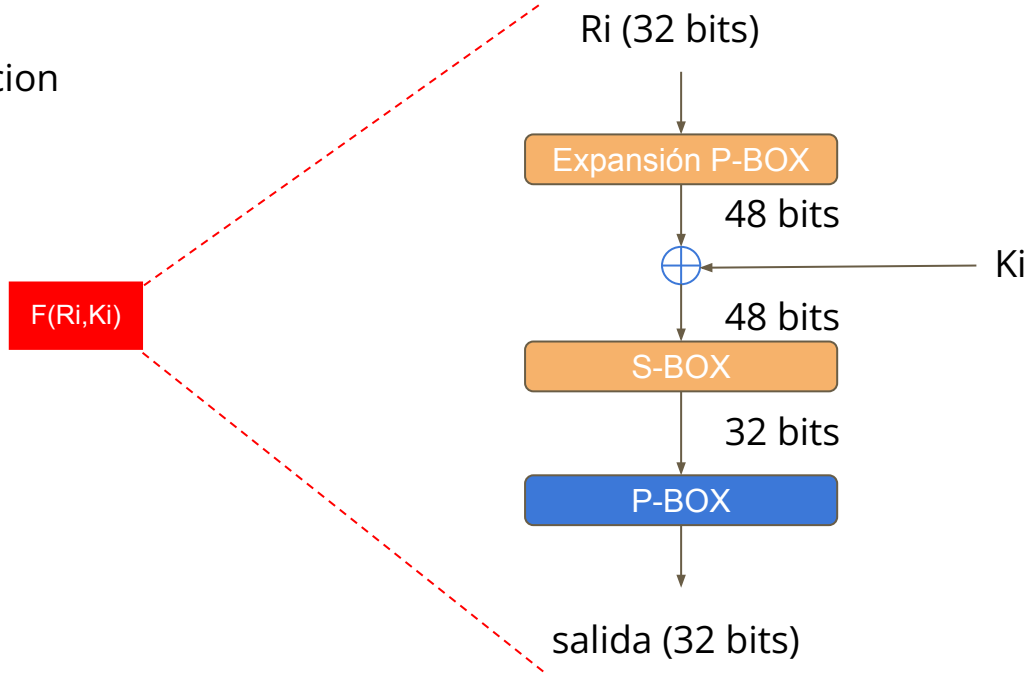 Ri (32 bits)
cion
Expansión P-BOX
48 bits
Ki
F(Ri,Ki)
48 bits
S-BOX
32 bits
P-BOX
salida (32 bits)